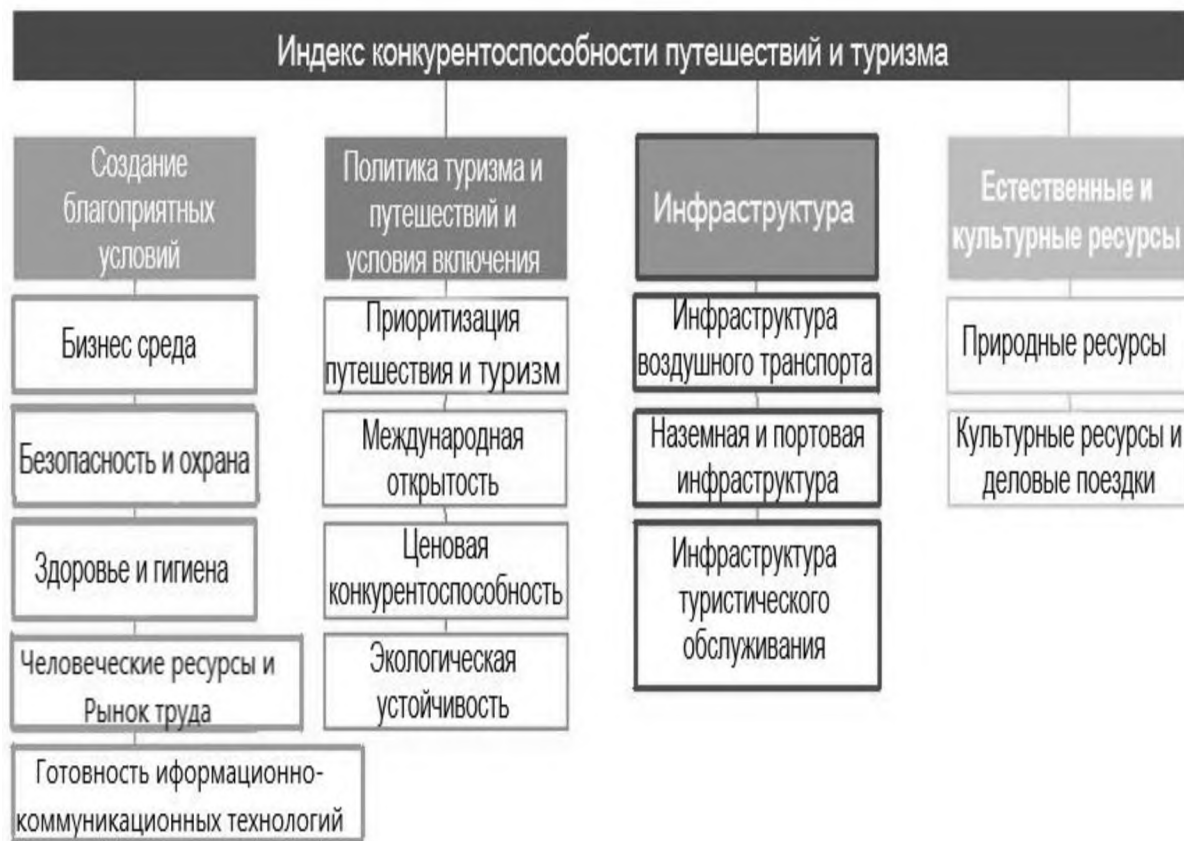 Индекс конкурентоспособности путешествий и туризма
Создание
благоприятных
условий
Бизнес среда
Безопасность и охрана
Здоровье и гигиена
Человеческие ресурсы и
Рынок труда
Готовность иформационно-
коммуникационных технологий
Политика туризма и
путешествий и
условия включения
Приоритизация
путешествия и туризм
Международная
открытость
Ценовая
конкурентоспособность
Экологическая
устойчивость
Инфраструктура
Инфраструктура
воздушного транспорта
Наземная и портовая
инфраструктура
Инфраструктура
туристического
обслуживания
Естественные и
культурные ресурсы
Природные ресурсы
Культурные ресурсы и
деловые поездки